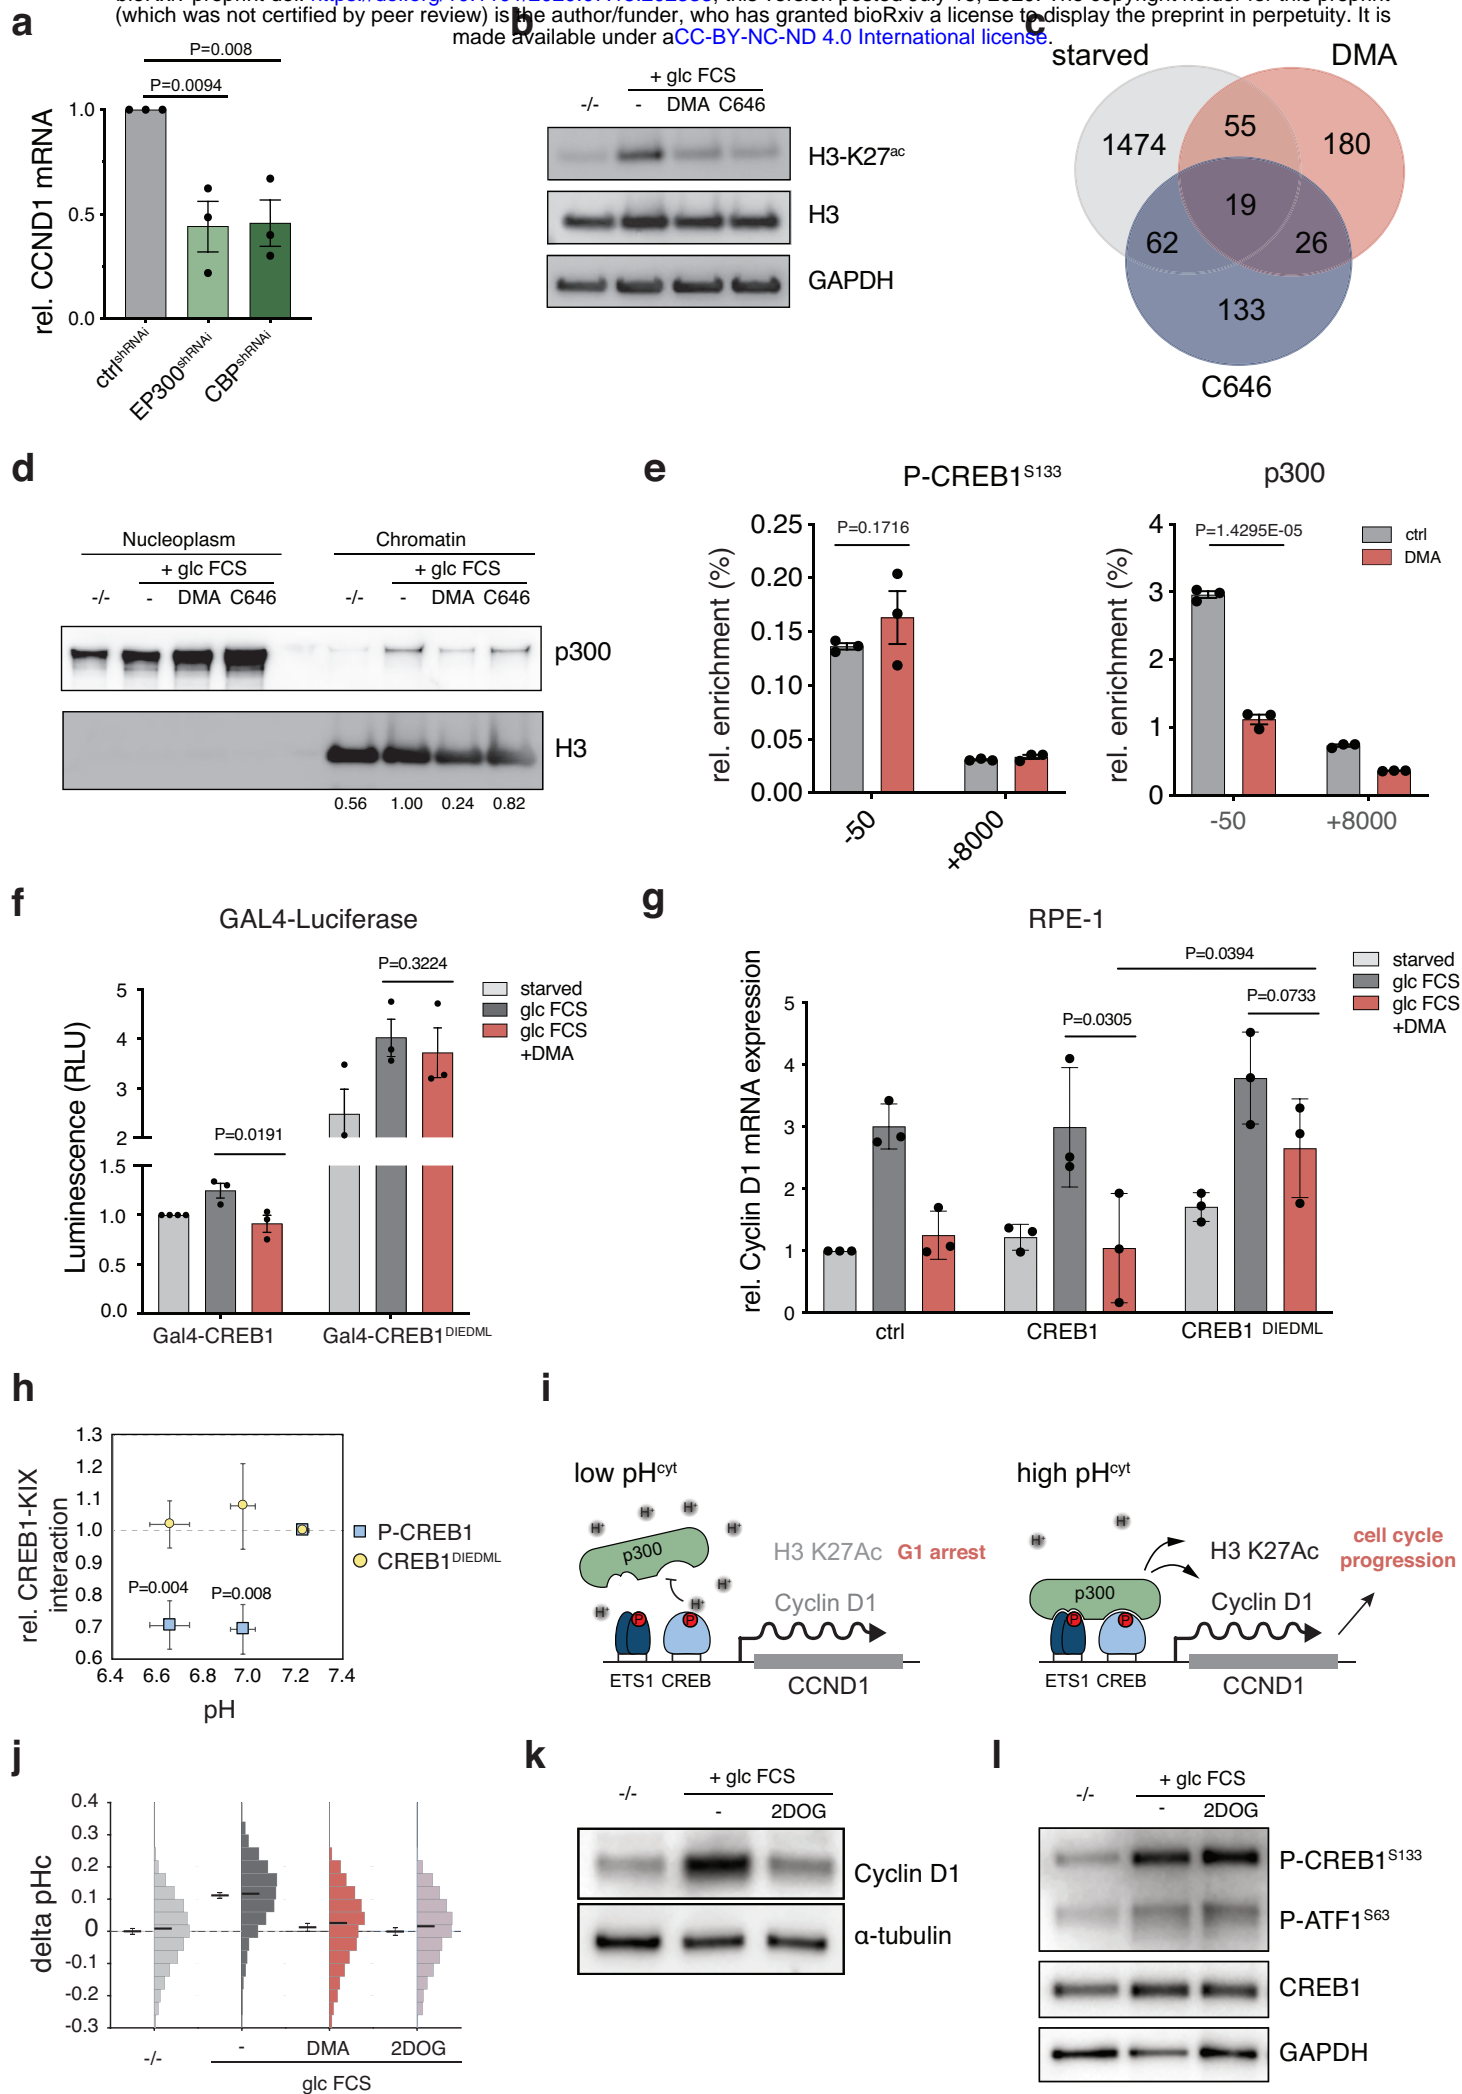 (which was not certified by peer review) is the author/funder, who has granted bioRxiv a license to display the preprint in perpetuity. It is
made available under aCC-BY-NC-ND 4.0 International license.
a
P=0.008
P=0.0094
rel. CCND1 mRNA
1.0
0.5
0.0
ctrl shRNAi
EP300 shRNAi
CBP shRNAi
b
+ glc FCS
-/- - DMA C646
H3-K27ac
H3
GAPDH
c
starved DMA
1474 55 180
19
62 26
133
C646
d
Nucleoplasm Chromatin
+ glc FCS + glc FCS
-/- - DMA C646 -/- - DMA C646
p300
H3
0.56 1.00 0.24 0.82
e
P-CREB1S133
rel. enrichment (%)
0.25
0.20
0.15
0.10
0.05
0.00
P=0.1716
-50 +8000
p300
rel. enrichment (%)
4
3
2
1
0
P=1.4295E-05
-50 +8000
ctrl
DMA
f
GAL4-Luciferase
Luminescence (RLU)
5
4
3
2
1.5
1.0
0.5
0.0
P=0.0191
P=0.3224
Gal4-CREB1 Gal4-CREB1DIEDML
starved
glc FCS
glc FCS
+DMA
g
RPE-1
rel. Cyclin D1 mRNA expression
5
4
3
2
1
0
P=0.0394
P=0.0305
P=0.0733
ctrl CREB1 CREB1 DIEDML
starved
glc FCS
glc FCS
+DMA
h
rel. CREB1-KIX
interaction
1.3
1.2
1.1
1.0
0.9
0.8
0.7
0.6
P=0.004
P=0.008
6.4 6.6 6.8 7.0 7.2 7.4
pH
P-CREB1
CREB1DIEDML
i
low pHcyt
H+ H+ H+ H+ H+ H+ H+
p300
H3 K27Ac G1 arrest
Cyclin D1
P P
ETS1 CREB
CCND1
high pHcyt
H+ H+
p300
H3 K27Ac
cell cycle
progression
Cyclin D1
P P
ETS1 CREB
CCND1
j
delta pHc
0.4
0.3
0.2
0.1
0
-0.1
-0.2
-0.3
-/- - DMA 2DOG
glc FCS
k
+ glc FCS
-/- - 2DOG
Cyclin D1
α-tubulin
l
+ glc FCS
-/- - 2DOG
P-CREB1S133
P-ATF1S63
CREB1
GAPDH